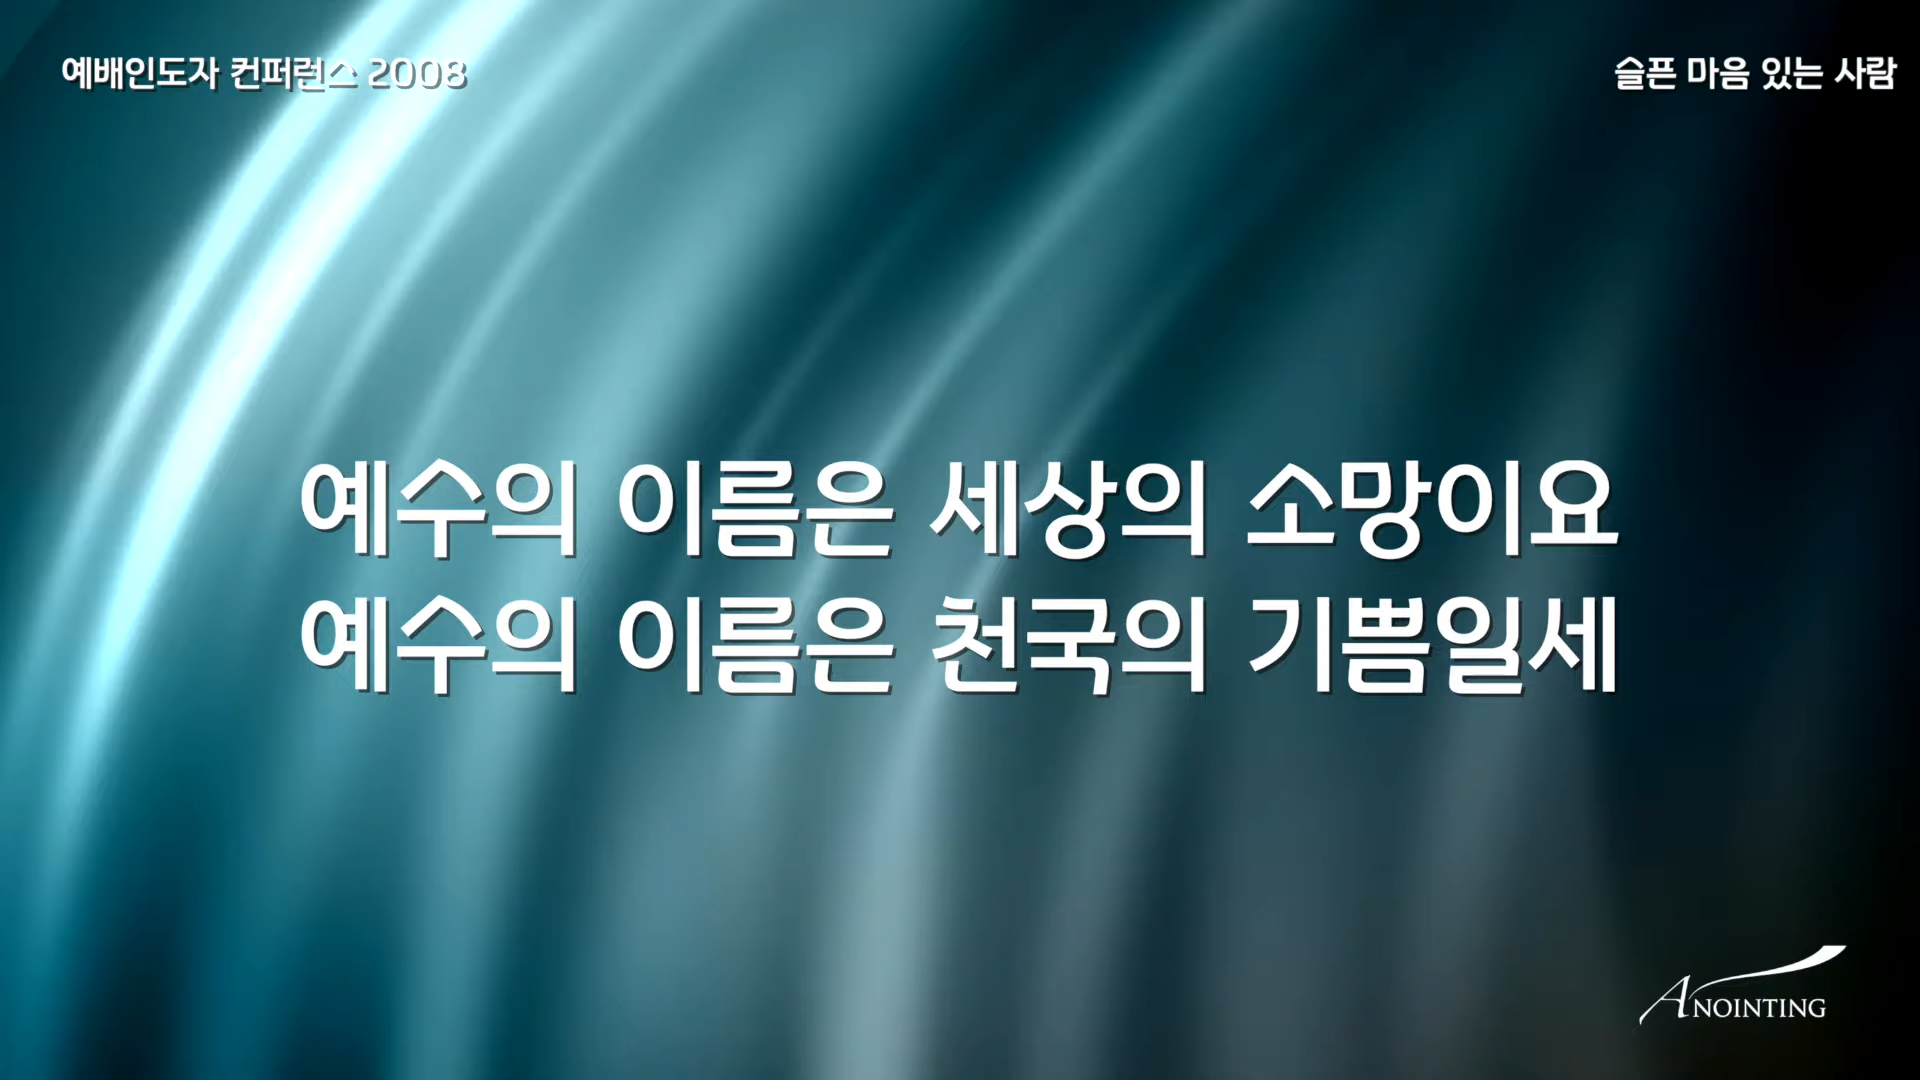 예배인도자 컨퍼런스 2008
슬픈 마음 있는 사람
예수의 이름은 세상의 소망이요
예수의 이름은 천국의 기쁨일세
ANOINTING